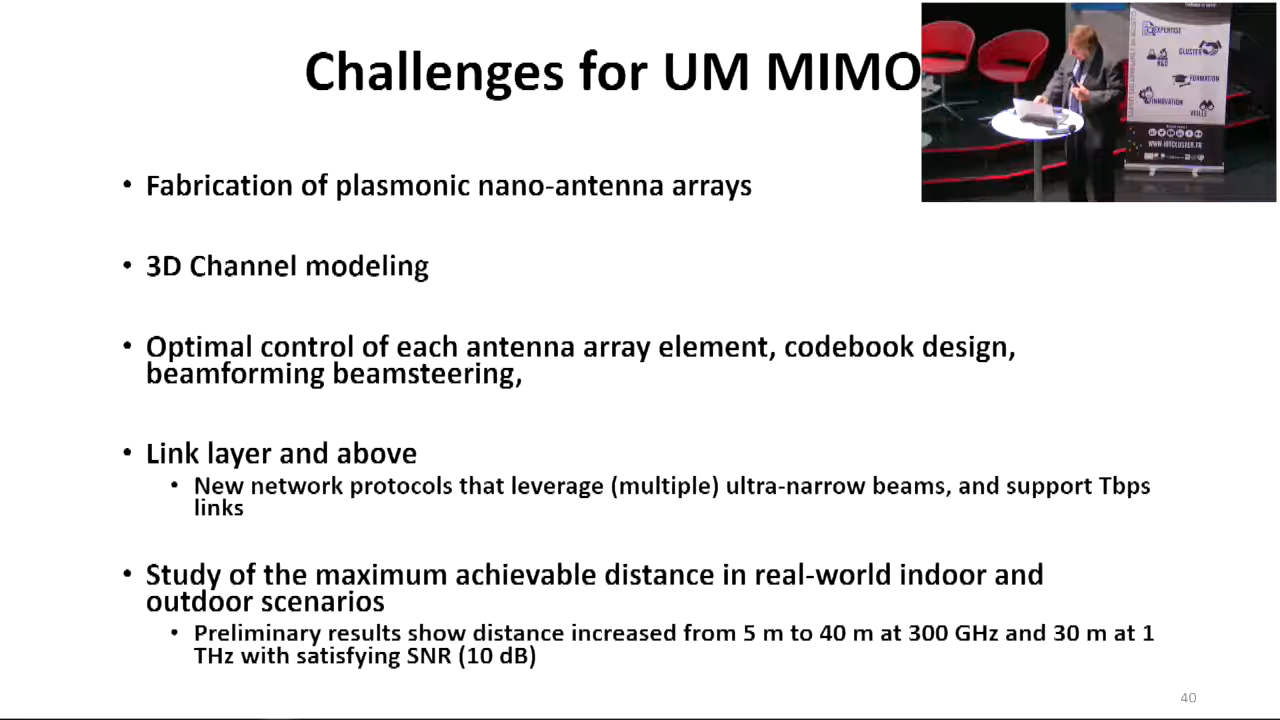 Challenges for UM MIMO
• Fabrication of plasmonic nano-antenna arrays
• 3D Channel modeling
• Optimal control of each antenna array element, codebook design,
beamforming beamsteering,
• Link layer and above
• New network protocols that leverage (multiple) ultra-narrow beams, and support Tbps
links
• Study of the maximum achievable distance in real-world indoor and
outdoor scenarios
• Preliminary results show distance increased from 5 m to 40 m at 300 GHz and 30 m at 1
THz with satisfying SNR (10 dB)
40
EXPERTISE
CLUSTER
R&D
FORMATION
INNOVATION
VEILLE